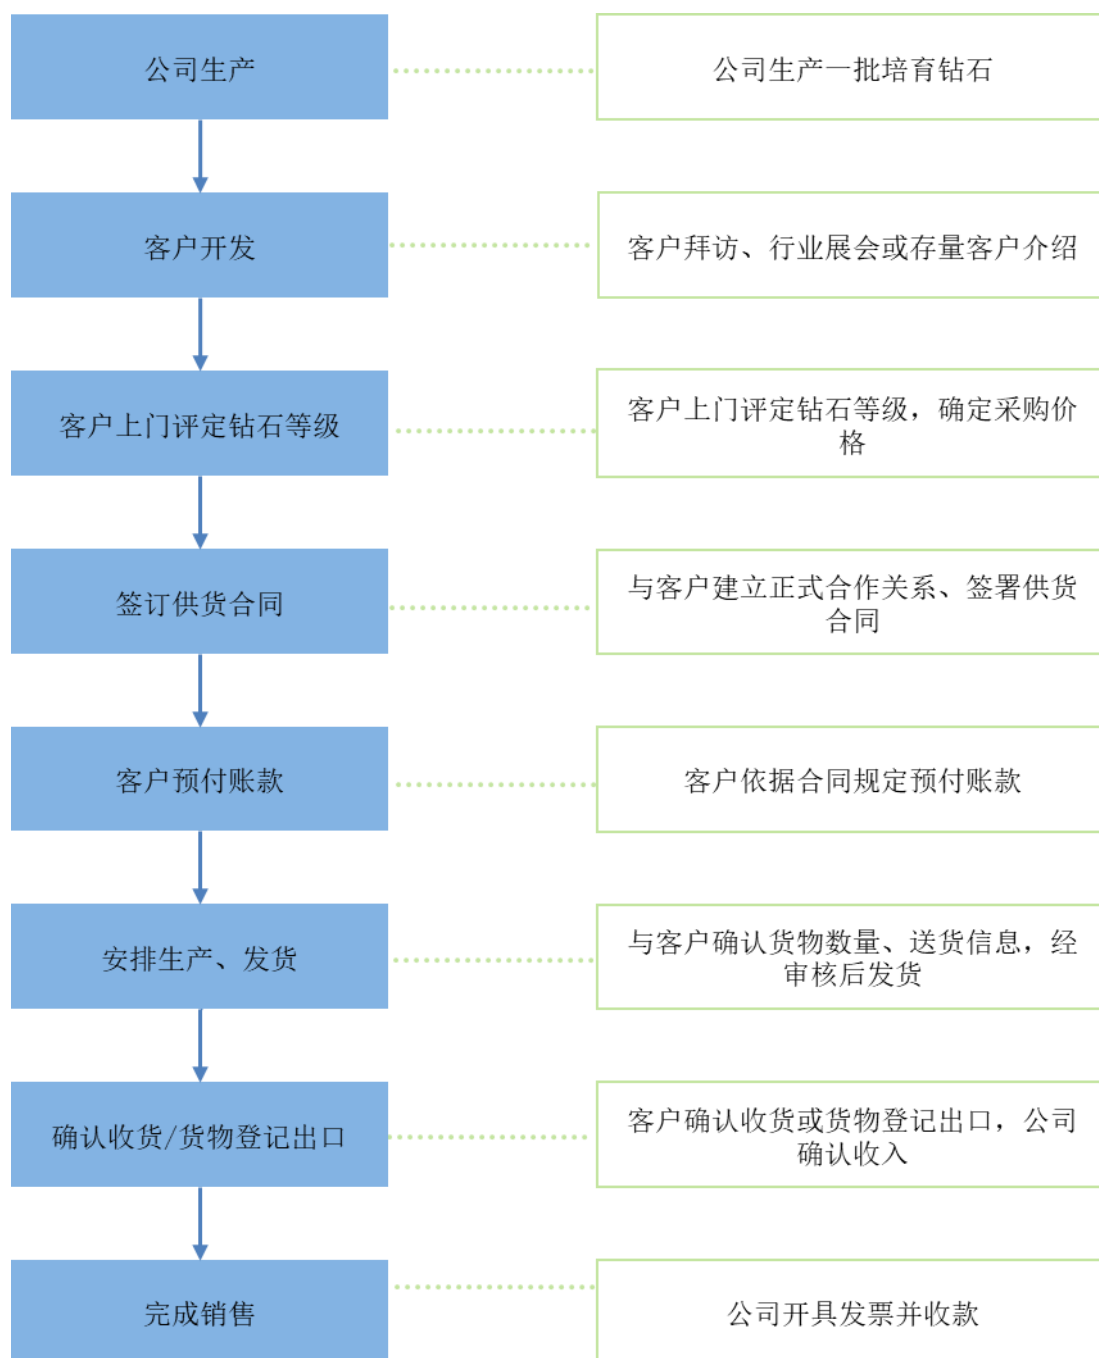 公司生产
公司生产一批培育钻石
客户开发
客户拜访、行业展会或存量客户介绍
客户上门评定钻石等级
客户上门评定钻石等级，确定采购价
格
签订供货合同
与客户建立正式合作关系、签署供货
合同
客户预付账款
客户依据合同规定预付账款
安排生产、发货
与客户确认货物数量、送货信息，经
审核后发货
确认收货/货物登记出口
客户确认收货或货物登记出口，公司
确认收入
完成销售
公司开具发票并收款